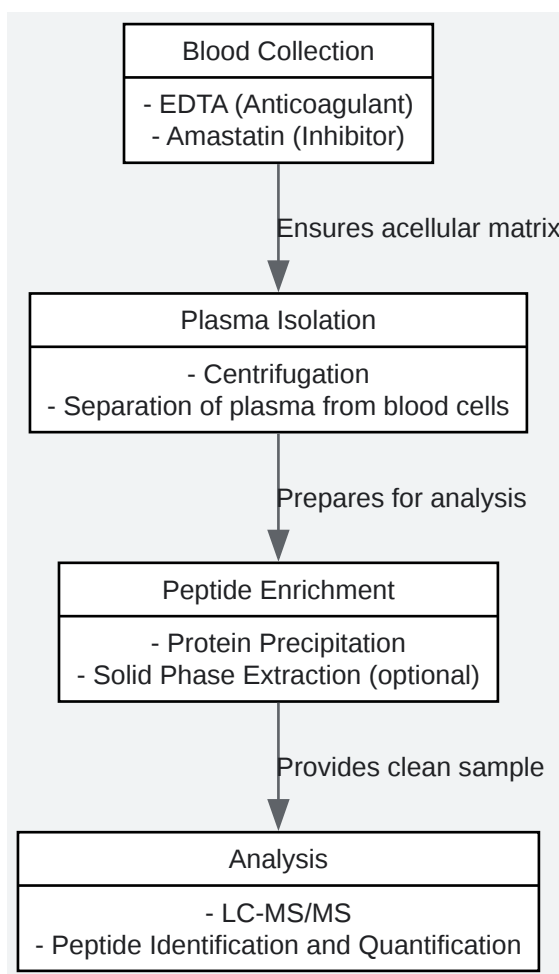 Blood Collection
- EDTA (Anticoagulant)
- Amastatin (Inhibitor)
Ensures acellular matrix
Plasma Isolation
- Centrifugation
- Separation of plasma from blood cells
Prepares for analysis
Peptide Enrichment
- Protein Precipitation
- Solid Phase Extraction (optional)
Provides clean sample
Analysis
- LC-MS/MS
- Peptide Identification and Quantification